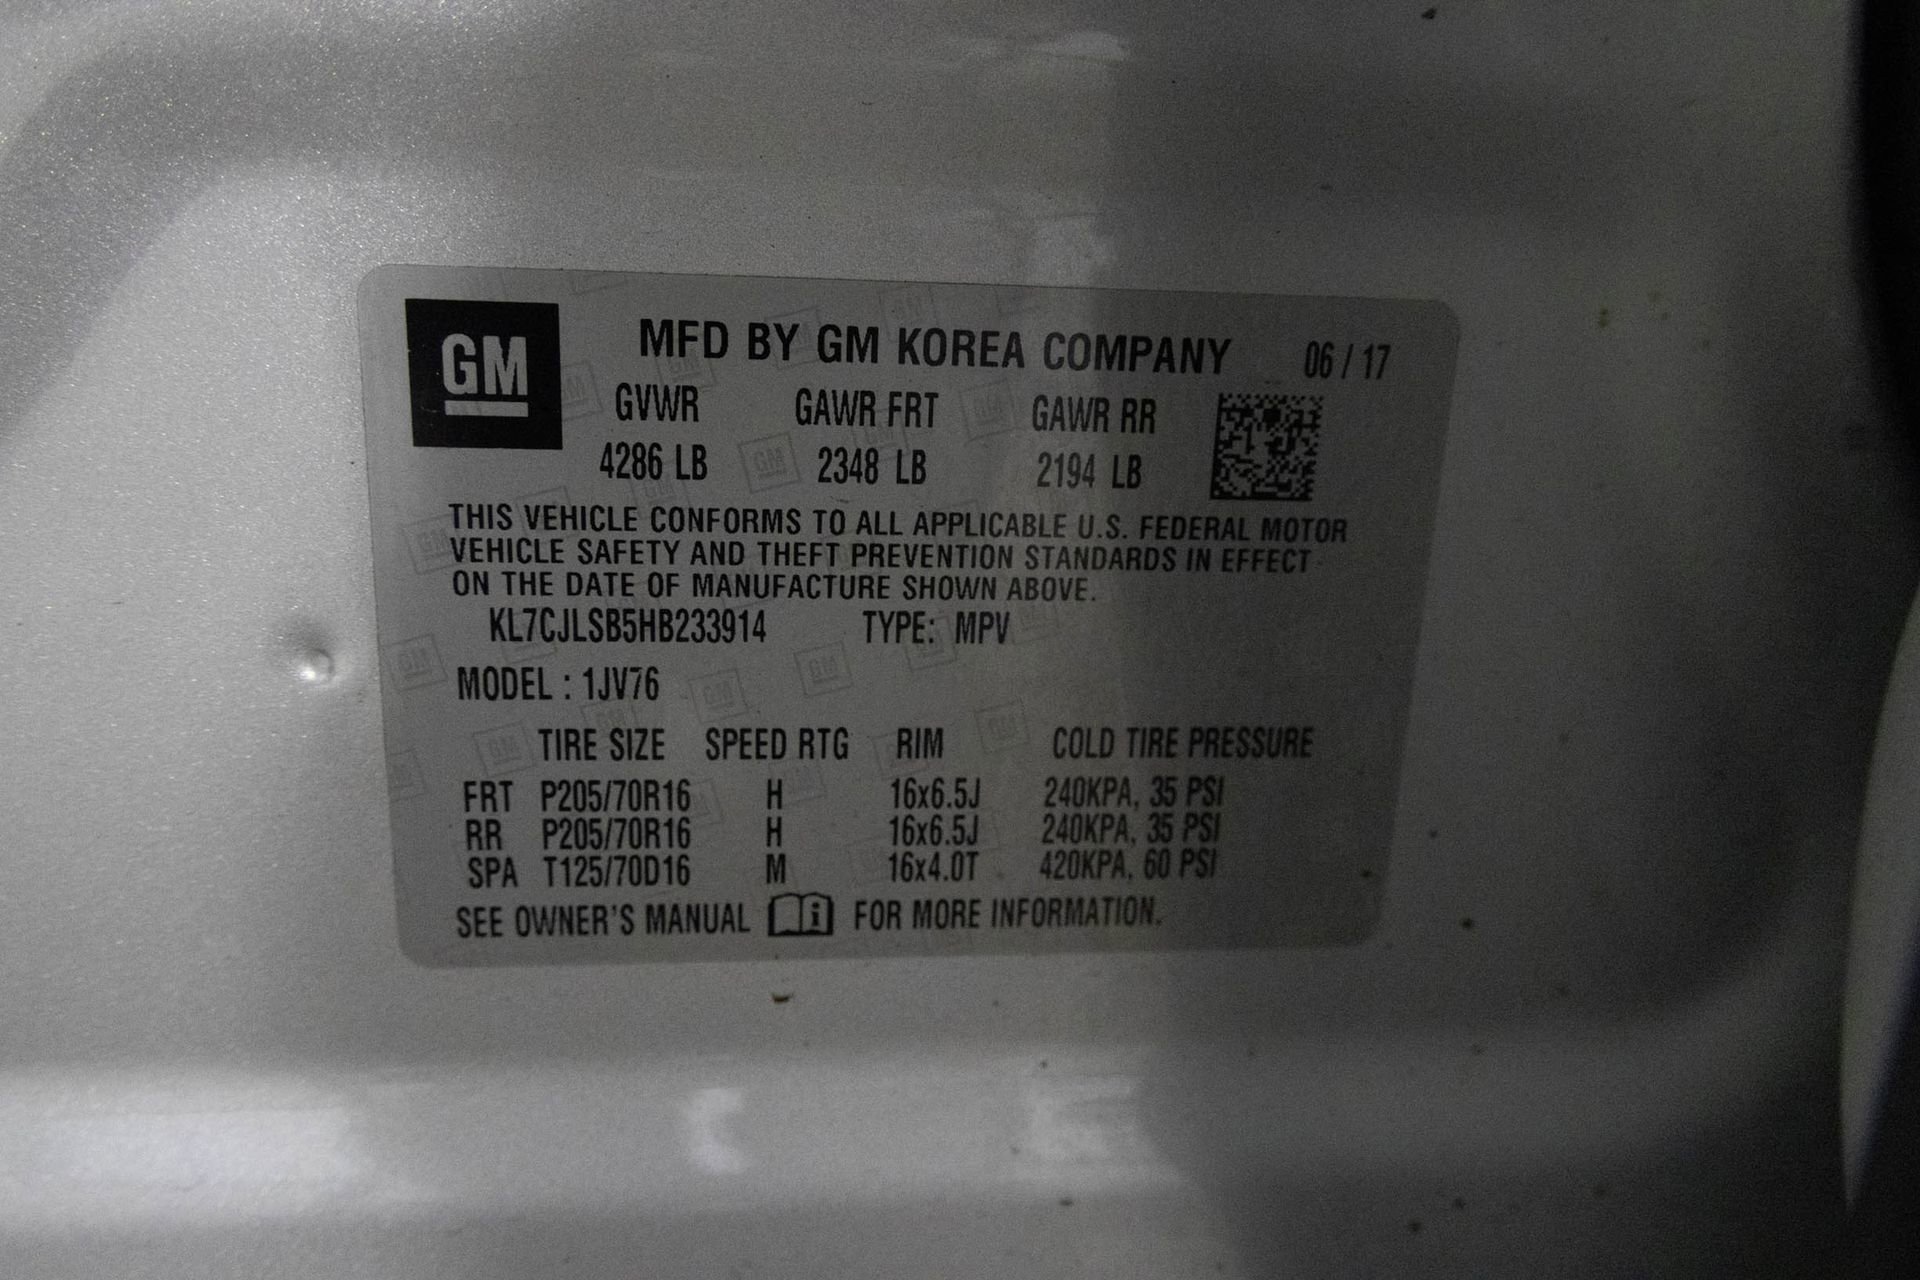 GM
MFD BY GM KOREA COMPANY 06 / 17
GVWR GAWR FRT GAWR RR
4286 LB 2348 LB 2194 LB
THIS VEHICLE CONFORMS TO ALL APPLICABLE U.S. FEDERAL MOTOR
VEHICLE SAFETY AND THEFT PREVENTION STANDARDS IN EFFECT
ON THE DATE OF MANUFACTURE SHOWN ABOVE.
KL7CJLSB5HB233914 TYPE: MPV
MODEL : 1JV76
TIRE SIZE SPEED RTG RIM COLD TIRE PRESSURE
FRT P205/70R16 H 16x6.5J 240KPA, 35 PSI
RR P205/70R16 H 16x6.5J 240KPA, 35 PSI
SPA T125/70D16 M 16x4.0T 420KPA, 60 PSI
SEE OWNER'S MANUAL i FOR MORE INFORMATION.